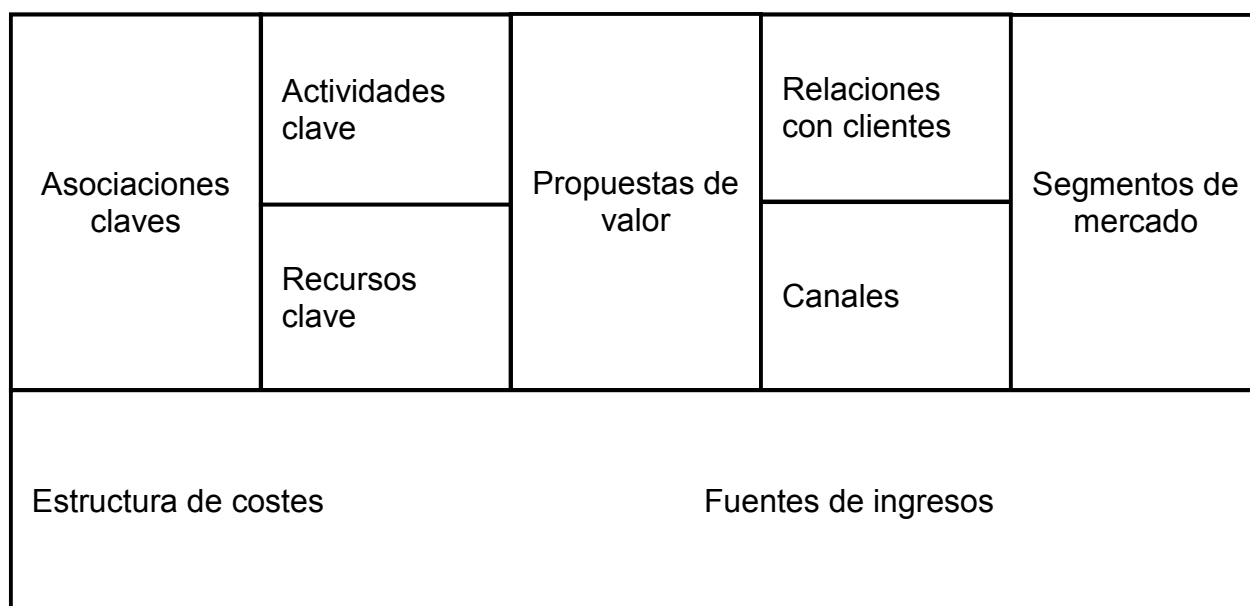 Asociaciones
claves
Actividades
clave
Recursos
clave
Propuestas de
valor
Relaciones
con clientes
Canales
Segmentos de
mercado
Estructura de costes
Fuentes de ingresos